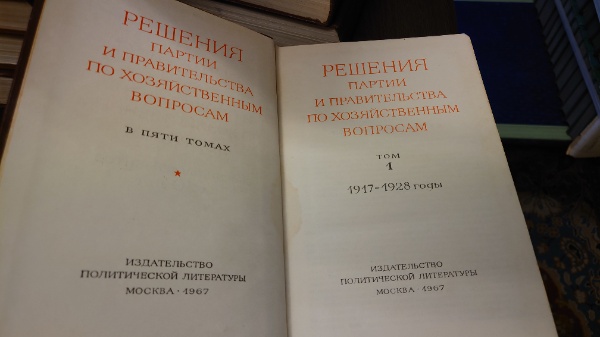 РЕШЕНИЯ
ПАРТИИ
И ПРАВИТЕЛЬСТВА
ПО ХОЗЯЙСТВЕННЫМ
ВОПРОСАМ
В ПЯТИ ТОМАХ
★
ИЗДАТЕЛЬСТВО
ПОЛИТИЧЕСКОЙ ЛИТЕРАТУРЫ
МОСКВА · 1967
РЕШЕНИЯ
ПАРТИИ
И ПРАВИТЕЛЬСТВА
ПО ХОЗЯЙСТВЕННЫМ
ВОПРОСАМ
ТОМ
1
1917-1928 годы
ИЗДАТЕЛЬСТВО
ПОЛИТИЧЕСКОЙ ЛИТЕРАТУРЫ
МОСКВА · 1967